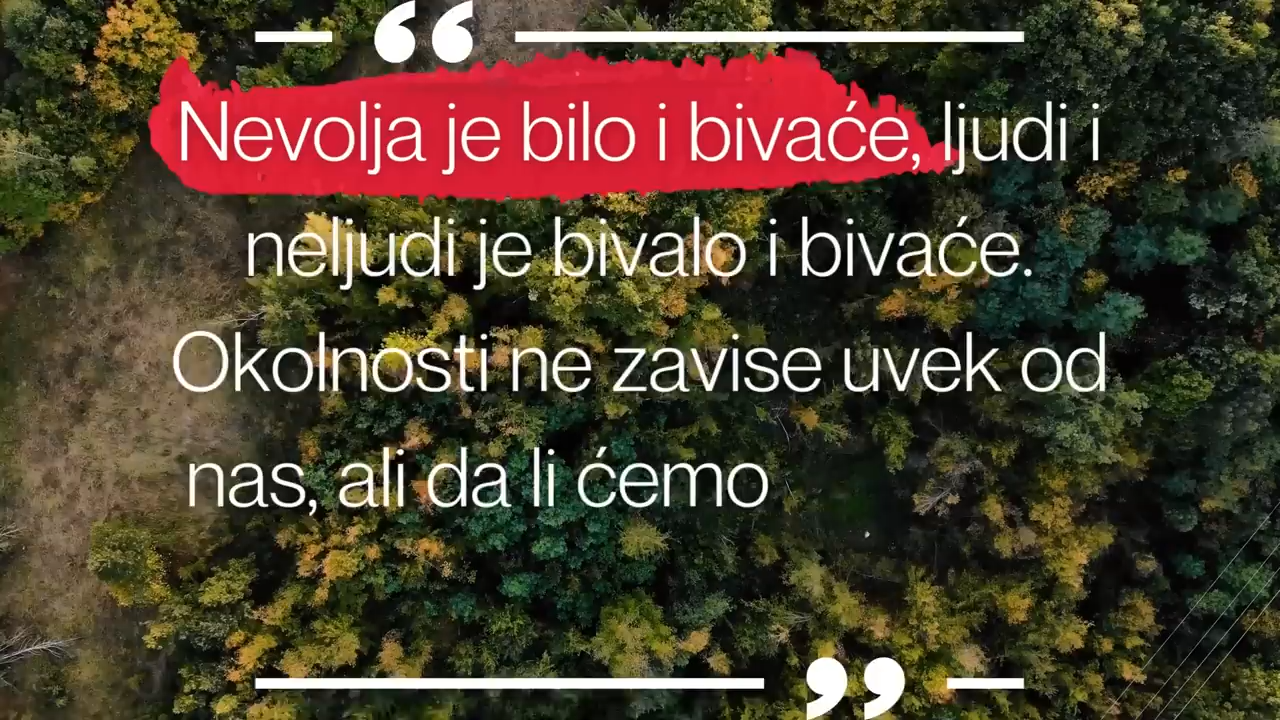 “
Nevolja je bilo i bivaće, ljudi i
neljudi je bivalo i bivaće.
Okolnosti ne zavise uvek od
nas, ali da li ćemo
”